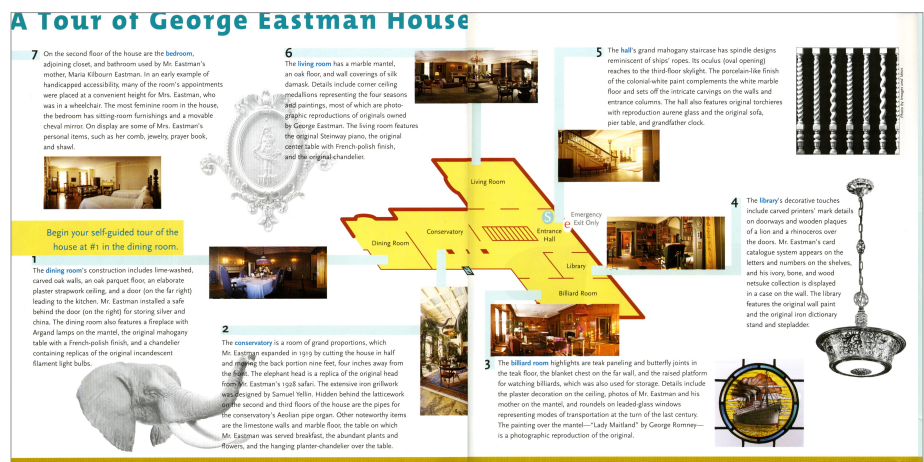 A Tour of George Eastman House
7 On the second floor of the house are the bedroom,
adjoining closet, and bathroom used by Mr. Eastman's
mother, Maria Kilbourn Eastman. In an early example of
handicapped accessibility, many of the room's appointments
were placed at a convenient height for Mrs. Eastman, who
was in a wheelchair. The most feminine room in the house,
the bedroom has sitting-room furnishings and a movable
cheval mirror. On display are some of Mrs. Eastman's
personal items, such as her comb, jewelry, prayer book,
and shawl.
Begin your self-guided tour of the
house at #1 in the dining room.
1
The dining room's construction includes lime-washed,
carved oak walls, an oak parquet floor, an elaborate
plaster strapwork ceiling, and a door (on the far right)
leading to the kitchen. Mr. Eastman installed a safe
behind the door (on the right) for storing silver and
china. The dining room also features a fireplace with
Argand lamps on the mantel, the original mahogany
table with a French-polish finish, and a chandelier
containing replicas of the original incandescent
filament light bulbs.
6
The living room has a marble mantel,
an oak floor, and wall coverings of silk
damask. Details include corner ceiling
medallions representing the four seasons
and paintings, most of which are photo-
graphic reproductions of originals owned
by George Eastman. The living room features
the original Steinway piano, the original
center table with French-polish finish,
and the original chandelier.
2
The conservatory is a room of grand proportions, which
Mr. Eastman expanded in 1919 by cutting the house in half
and moving the back portion nine feet, four inches away from
the front. The elephant head is a replica of the original head
from Mr. Eastman's 1928 safari. The extensive iron grillwork
was designed by Samuel Yellin. Hidden behind the latticework
on the second and third floors of the house are the pipes for
the conservatory's Aeolian pipe organ. Other noteworthy items
are the limestone walls and marble floor, the table on which
Mr. Eastman was served breakfast, the abundant plants and
flowers, and the hanging planter-chandelier over the table.
Living Room
Dining Room
Conservatory
Entrance
Hall
Library
Billiard Room
S
e
Emergency
Exit Only
5 The hall's grand mahogany staircase has spindle designs
reminiscent of ships' ropes. Its oculus (oval opening)
reaches to the third-floor skylight. The porcelain-like finish
the colonial-white paint complements the white marble
floor and sets off the intricate carvings on the walls and
entrance columns. The hall also features original torchieres
with reproduction aurene glass and the original sofa,
pier table, and grandfather clock.
4 The library's decorative touches
include carved printers' mark details
on doorways and wooden plaques
of a lion and a rhinoceros over
the doors. Mr. Eastman's card
catalogue system appears on the
letters and numbers on the shelves,
and his ivory, bone, and wood
netsuke collection is displayed
in a case on the wall. The library
features the original wall paint
and the original iron dictionary
stand and stepladder.
3 The billiard room highlights are teak paneling and butterfly joints in
the teak floor, the blanket chest on the far wall, and the raised platform
for watching billiards, which was also used for storage. Details include
the plaster decoration on the ceiling, photos of Mr. Eastman and his
mother on the mantel, and roundels on leaded-glass windows
representing modes of transportation at the turn of the last century.
The painting over the mantel—"Lady Maitland" by George Romney—
is a photographic reproduction of the original.